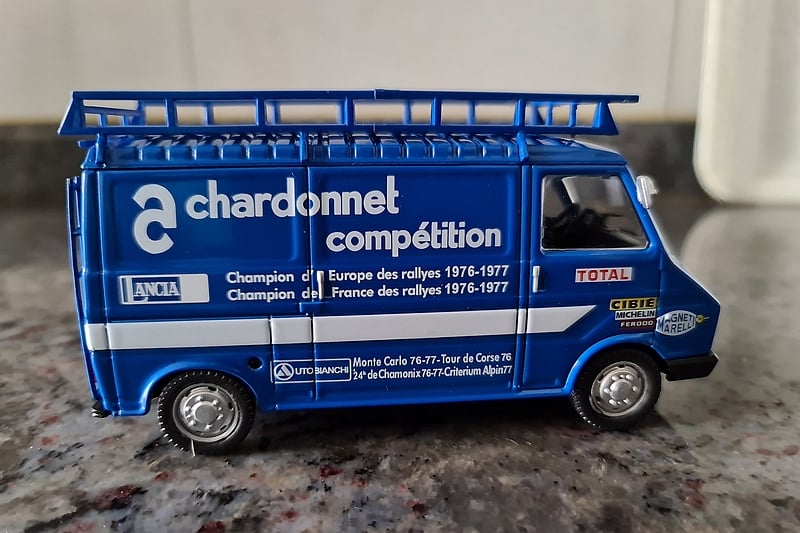 chardonnet
compétition
LANCIA
Champion d' Europe des rallyes 1976-1977
Champion de France des rallyes 1976-1977
TOTAL
CIBIE
MICHELIN
FERODO
MAGNETI
MARELLI
AUTOBIANCHI
Monte Carlo 76-77-Tour de Corse 76
24h de Chamonix 76-77-Criterium Alpin 77